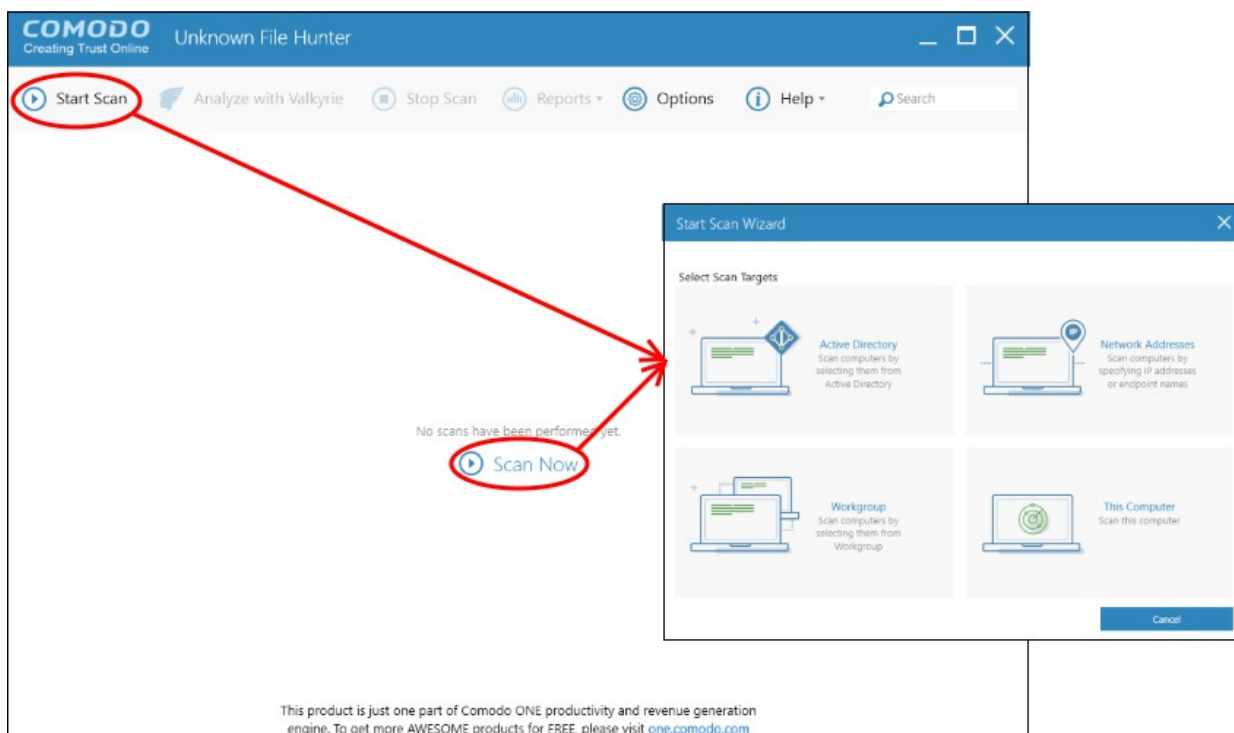 COMODO
Creating Trust Online
Unknown File Hunter
Start Scan
Analyze with Valkyrie
Stop Scan
Reports
Options
Help
Search
No scans have been performed yet.
Scan Now
Start Scan Wizard
Select Scan Targets
Active Directory
Scan computers by
selecting them from
Active Directory
IP
Network Addresses
Scan computers by
specifying IP addresses
or endpoint names
Workgroup
Scan computers by
selecting them from
Workgroup
This Computer
Scan this computer
Cancel
This product is just one part of Comodo ONE productivity and revenue generation
engine. To get more AWESOME products for FREE, please visit one.comodo.com